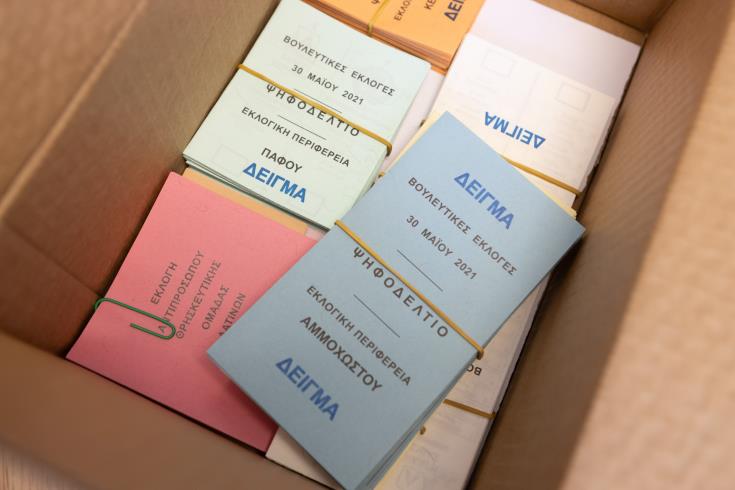 ΔΕΙΓ
ΒΟΥΛΕΥΤΙΚΕΣ ΕΚΛΟΓΕΣ
30 ΜΑΪΟΥ 2021
ΨΗΦΟΔΕΛΤΙΟ
ΕΚΛΟΓΙΚΗ ΠΕΡΙΦΕΡΕΙΑ
ΠΑΦΟΥ
ΔΕΙΓΜΑ
ΔΕΙΓΜΑ
ΔΕΙΓΜΑ
ΒΟΥΛΕΥΤΙΚΕΣ ΕΚΛΟΓΕΣ
30 ΜΑΪΟΥ 2021
ΨΗΦΟΔΕΛΤΙΟ
ΕΚΛΟΓΙΚΗ ΠΕΡΙΦΕΡΕΙΑ
ΑΜΜΟΧΩΣΤΟΥ
ΔΕΙΓΜΑ
ΕΚΛΟΓΗ
ΑΝΤΙΠΡΟΣΩΠΟΥ
ΘΡΗΣΚΕΥΤΙΚΗΣ
ΟΜΑΔΑΣ
ΛΑΤΙΝΩΝ